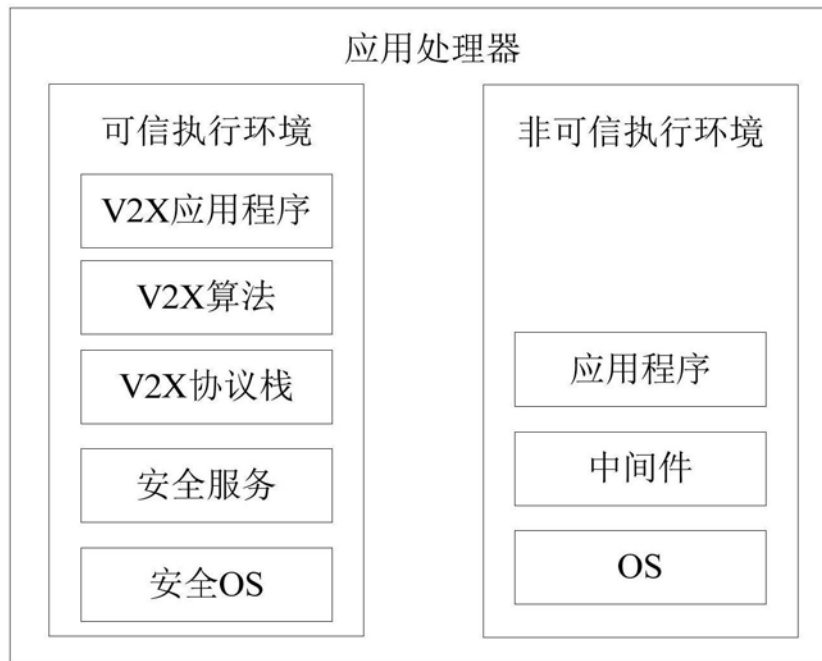 应用处理器
可信执行环境
V2X应用程序
V2X算法
V2X协议栈
安全服务
安全OS
非可信执行环境
应用程序
中间件
OS